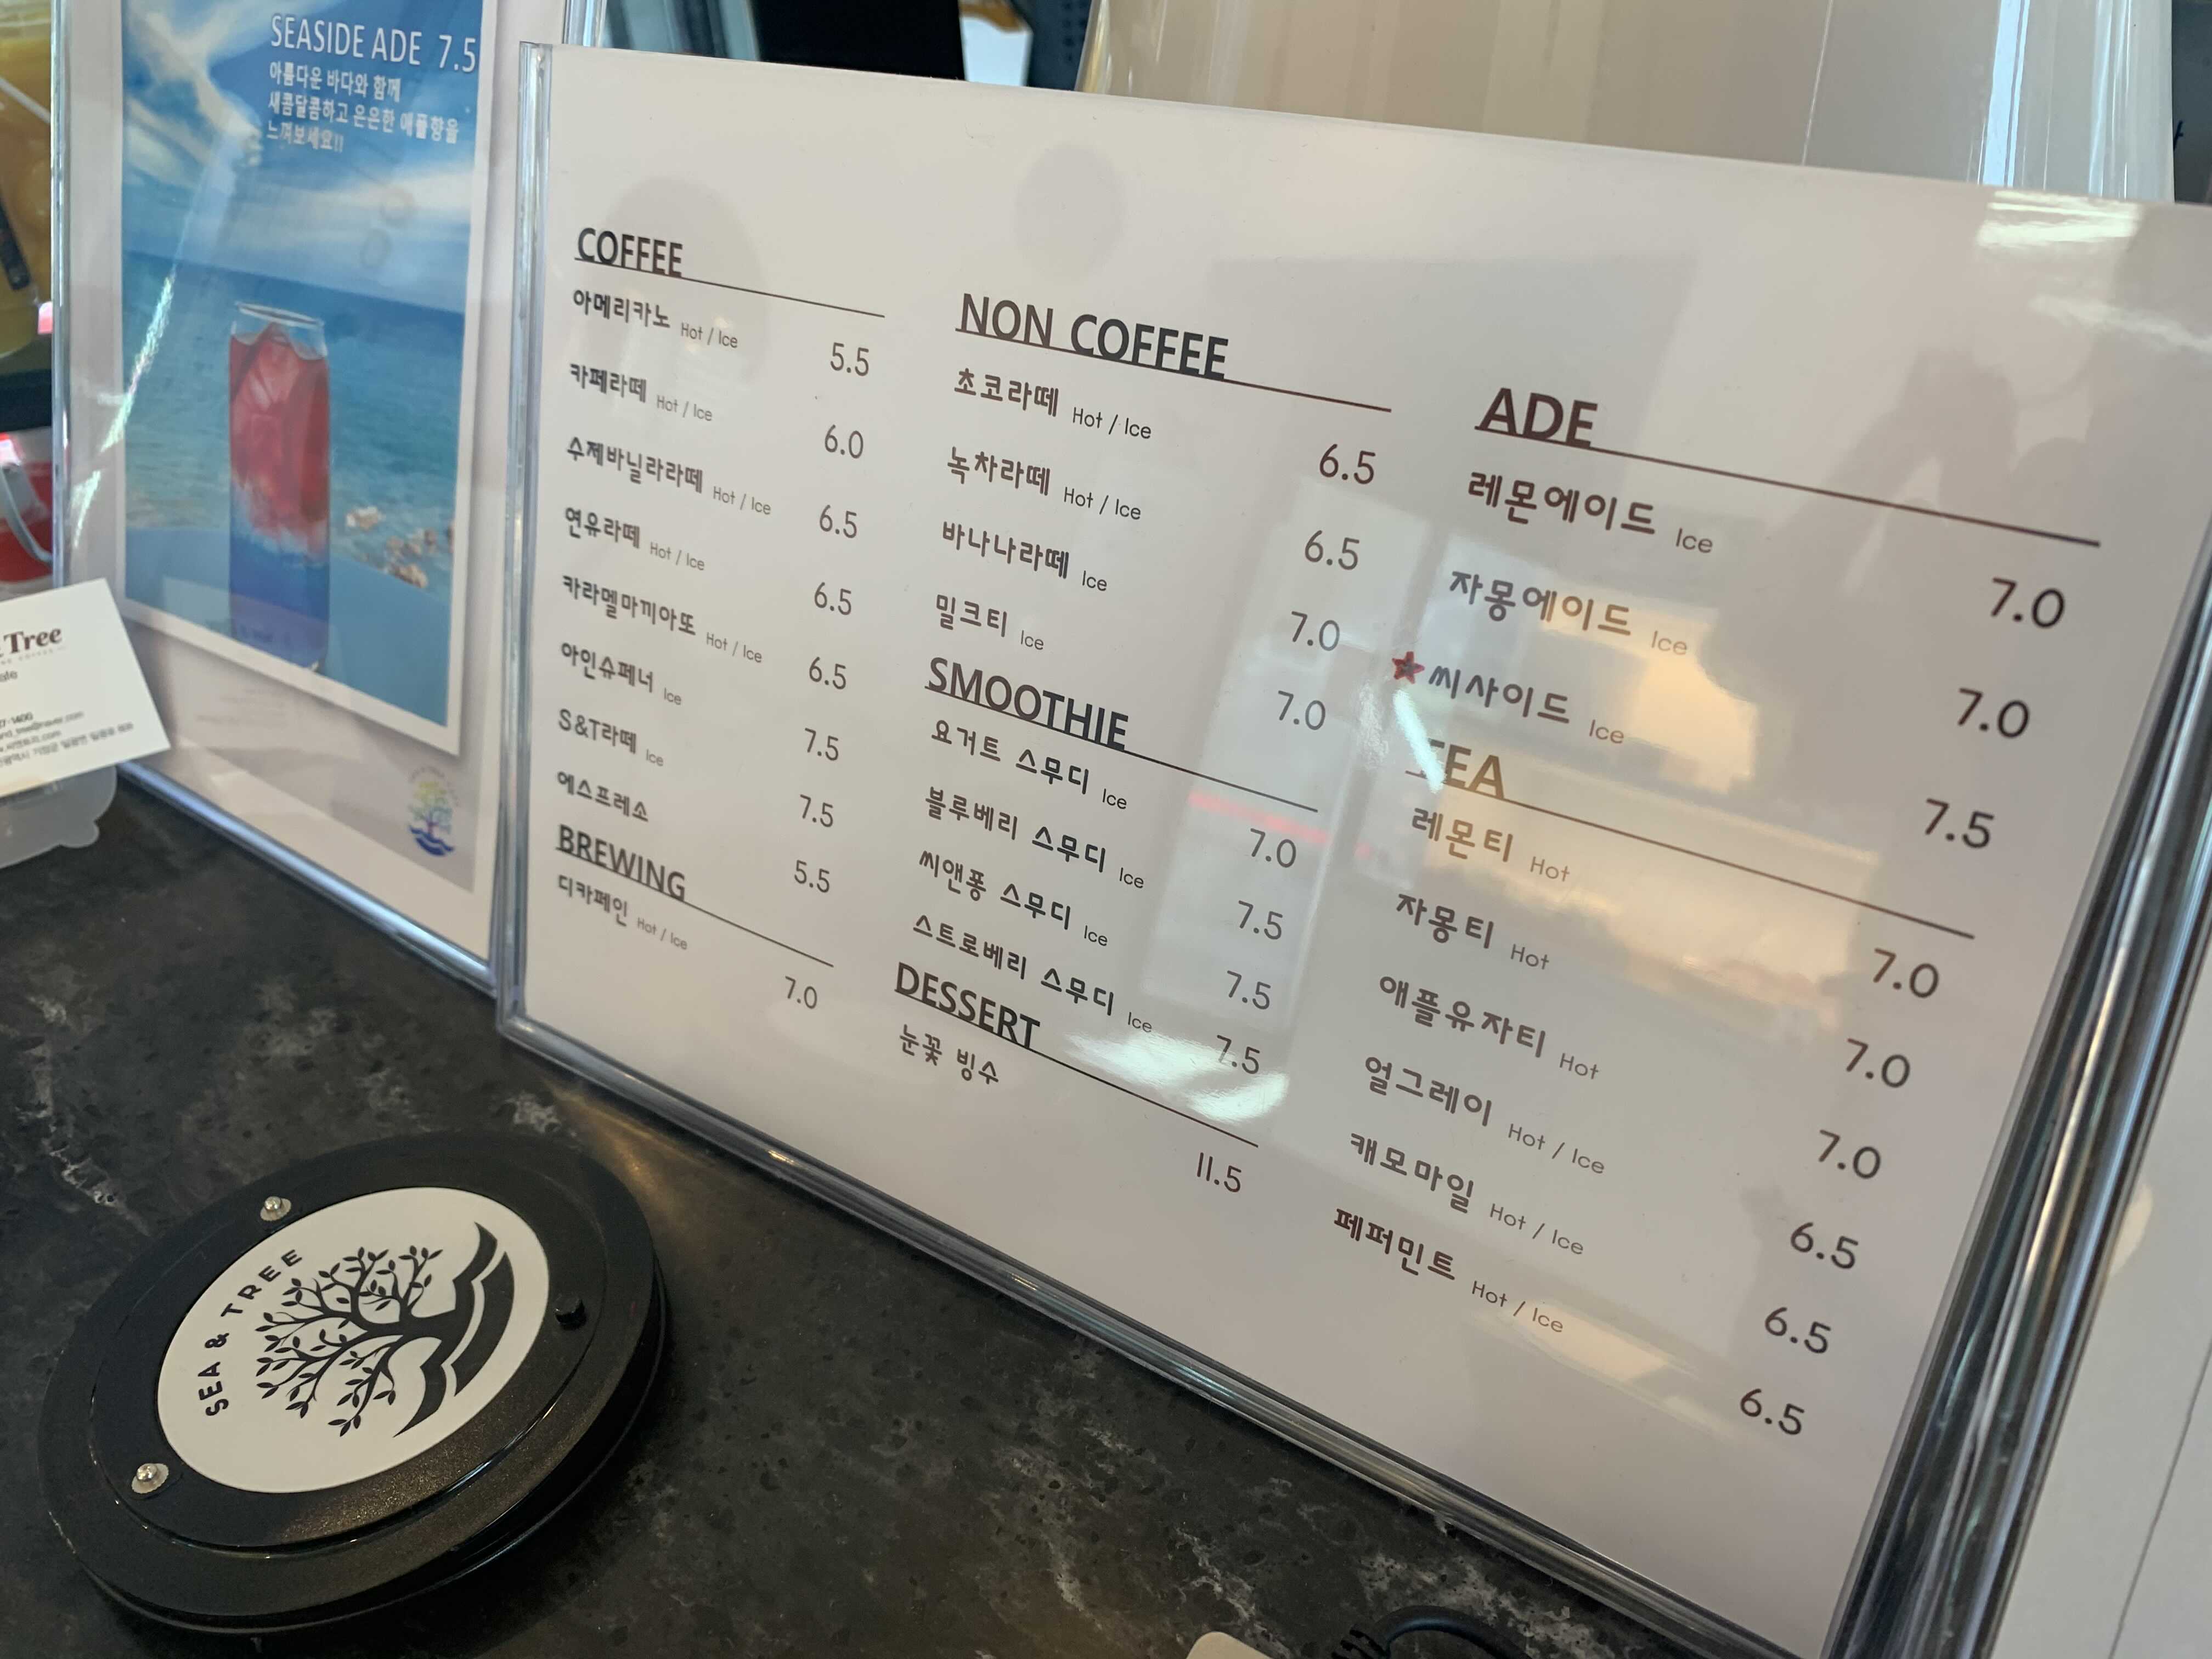 SEASIDE ADE 7.5
아름다운 바다와 함께
새콤달콤하고 은은한 애플향을
느껴보세요!!
Tree
COFFEE
아메리카노 Hot / Ice 5.5
카페라떼 Hot / Ice 6.0
수제바닐라라떼 Hot / Ice 6.5
연유라떼 Hot / Ice 6.5
카라멜마끼아또 Hot / Ice 6.5
아인슈페너 Ice 7.5
S&T라떼 Ice 7.5
에스프레소 5.5
BREWING
디카페인 Hot / Ice 7.0
NON COFFEE
초코라떼 Hot / Ice 6.5
녹차라떼 Hot / Ice 6.5
바나나라떼 Ice 7.0
밀크티 Ice 7.0
SMOOTHIE
요거트 스무디 Ice 7.0
블루베리 스무디 Ice 7.5
씨앤퐁 스무디 Ice 7.5
스트로베리 스무디 Ice 7.5
DESSERT
눈꽃 빙수 11.5
ADE
레몬에이드 Ice 7.0
자몽에이드 Ice 7.0
씨사이드 Ice 7.5
TEA
레몬티 Hot 7.0
자몽티 Hot 7.0
애플유자티 Hot 7.0
얼그레이 Hot / Ice 6.5
캐모마일 Hot / Ice 6.5
페퍼민트 Hot / Ice 6.5
SEA & TREE